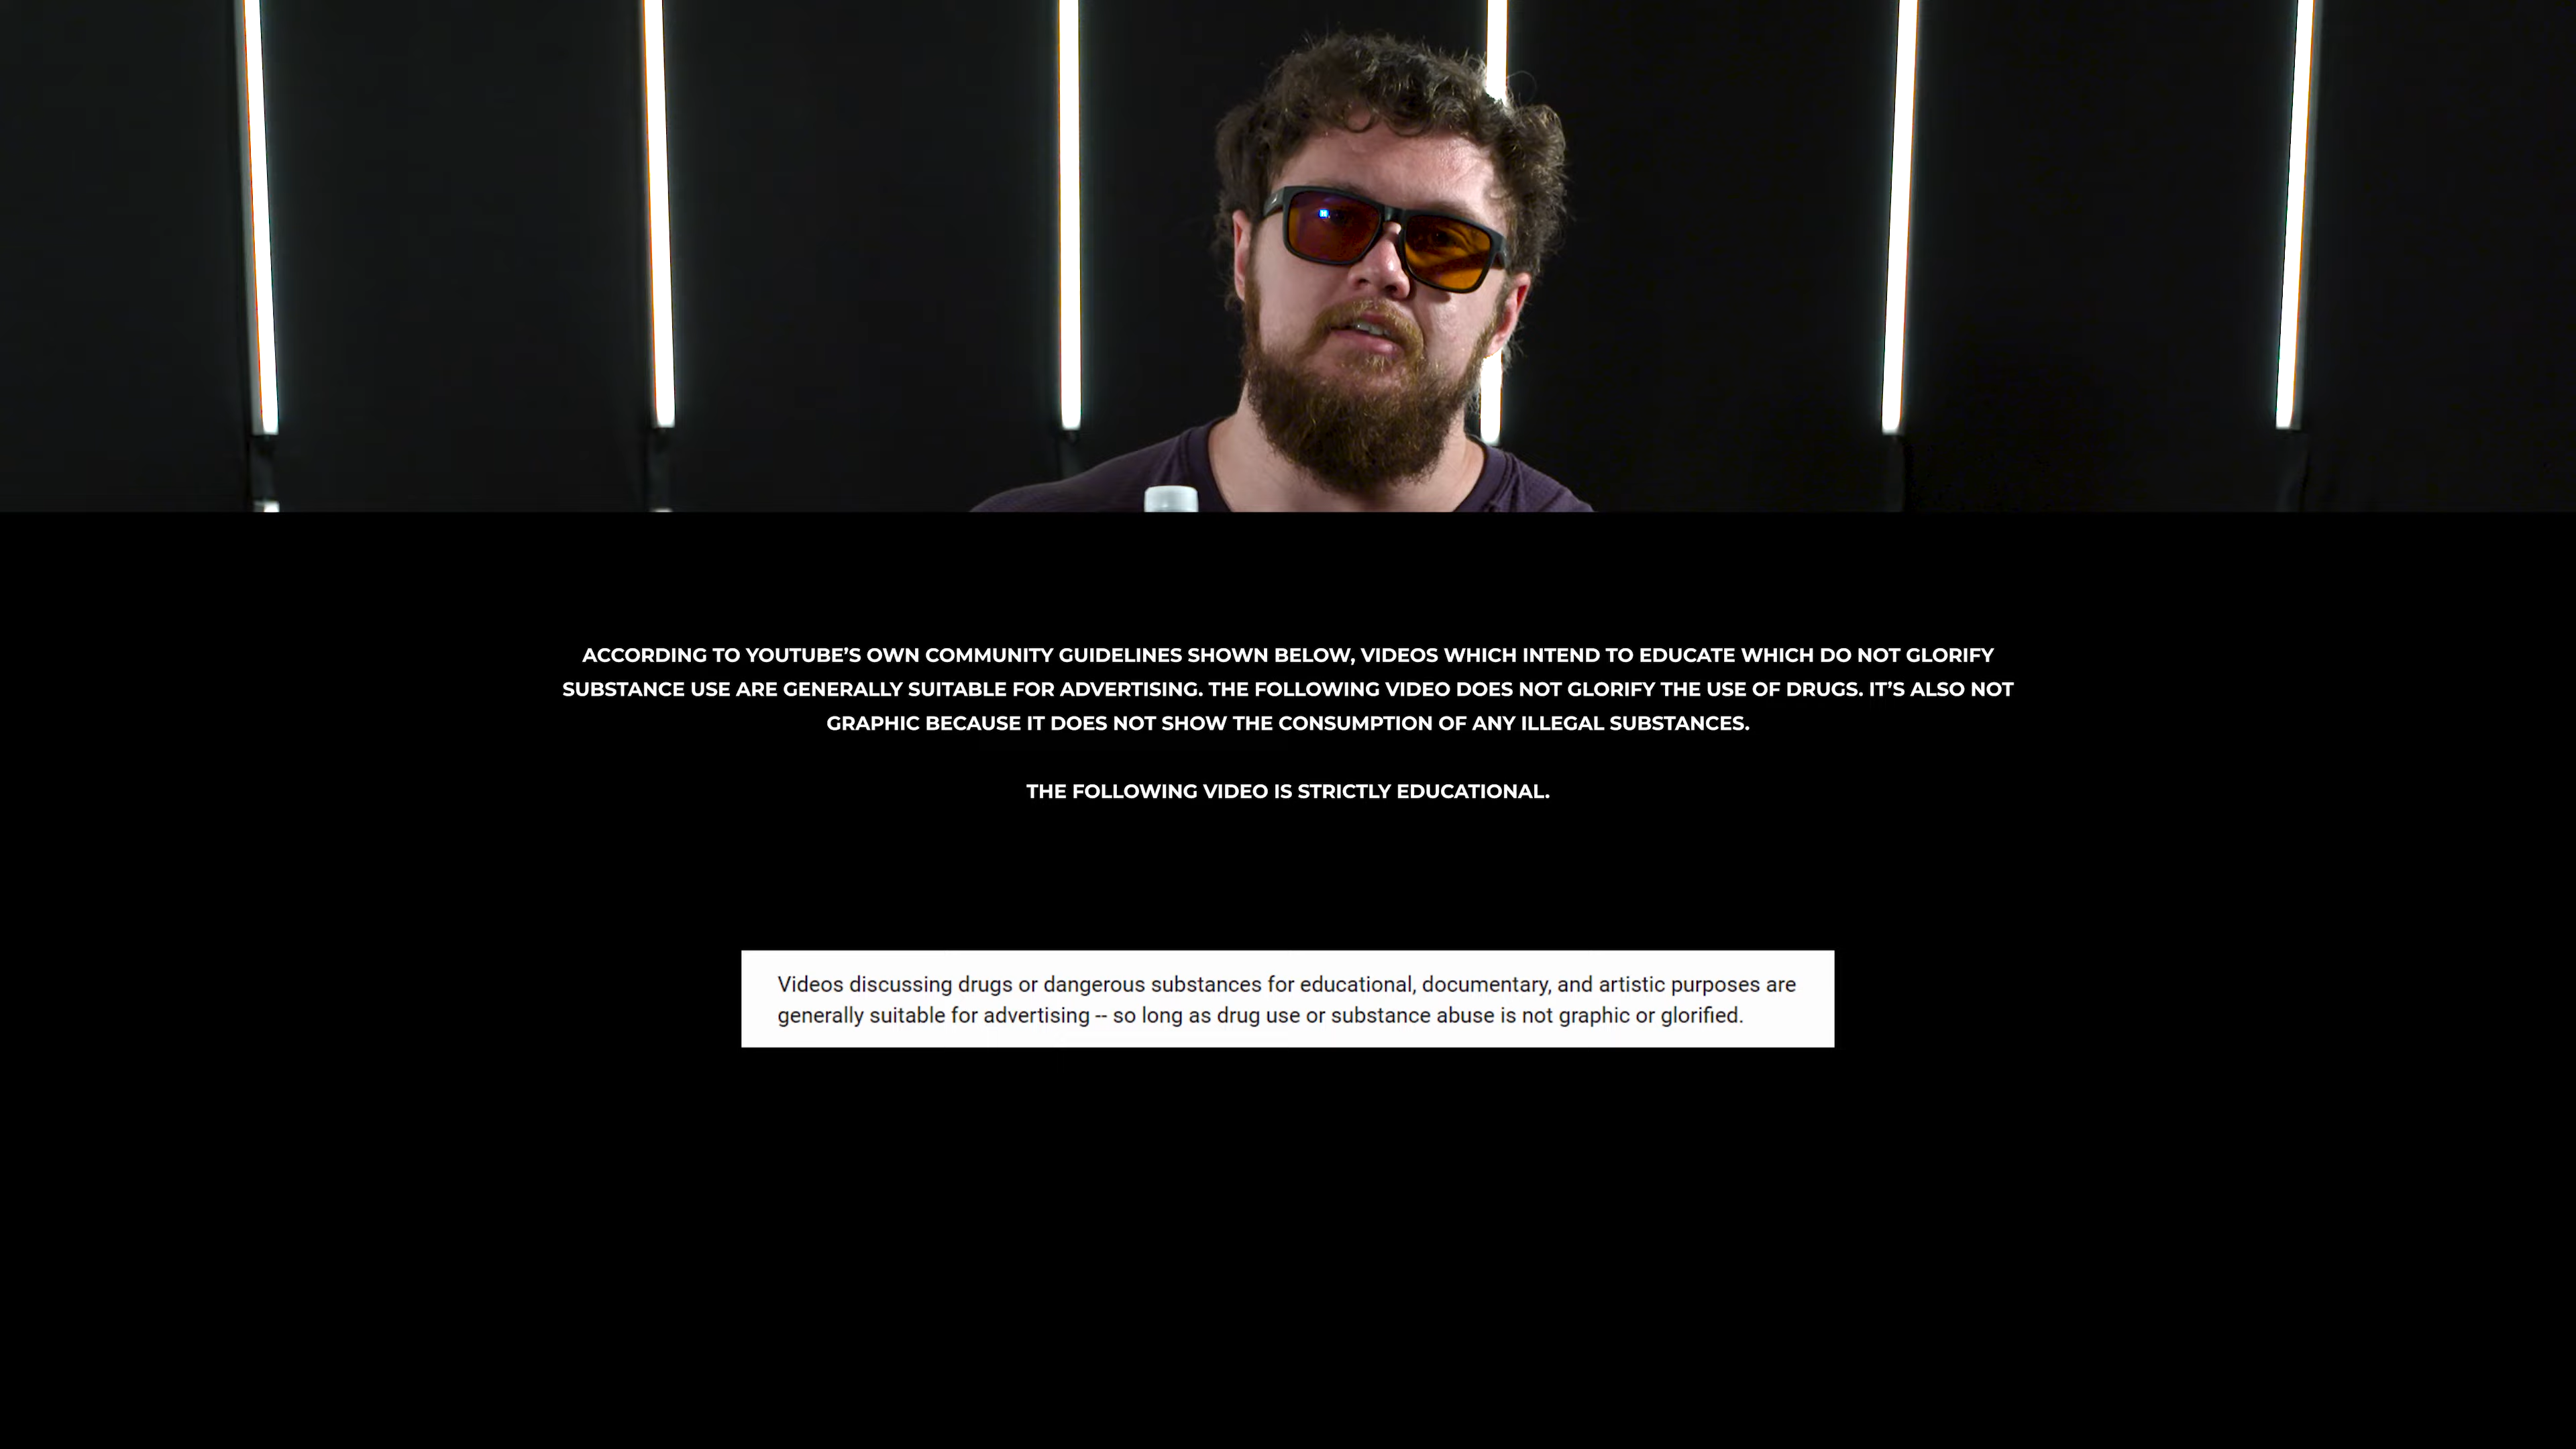 ACCORDING TO YOUTUBE’S OWN COMMUNITY GUIDELINES SHOWN BELOW, VIDEOS WHICH INTEND TO EDUCATE WHICH DO NOT GLORIFY
SUBSTANCE USE ARE GENERALLY SUITABLE FOR ADVERTISING. THE FOLLOWING VIDEO DOES NOT GLORIFY THE USE OF DRUGS. IT’S ALSO NOT
GRAPHIC BECAUSE IT DOES NOT SHOW THE CONSUMPTION OF ANY ILLEGAL SUBSTANCES.
THE FOLLOWING VIDEO IS STRICTLY EDUCATIONAL.
Videos discussing drugs or dangerous substances for educational, documentary, and artistic purposes are
generally suitable for advertising -- so long as drug use or substance abuse is not graphic or glorified.